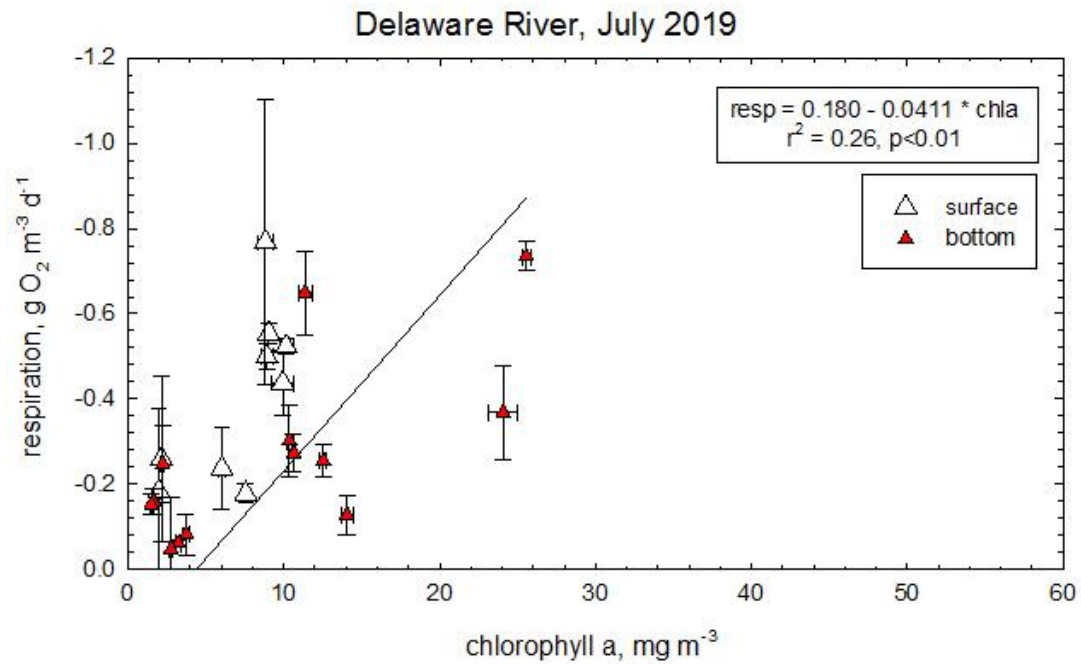 Delaware River, July 2019
-1.2
-1.0
-0.8
-0.6
-0.4
-0.2
0.0
respiration, g O₂ m⁻³ d⁻¹
resp = 0.180 - 0.0411 * chla
r² = 0.26, p<0.01
surface
bottom
0 10 20 30 40 50 60
chlorophyll a, mg m⁻³